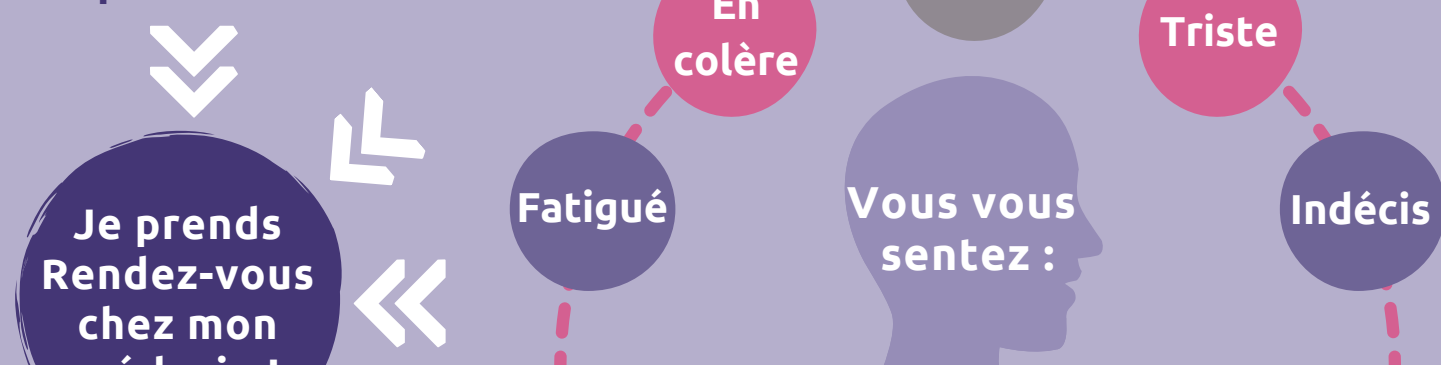 En
colère
Triste
Fatigué
Vous vous
sentez :
Indécis
Je prends
Rendez-vous
chez mon